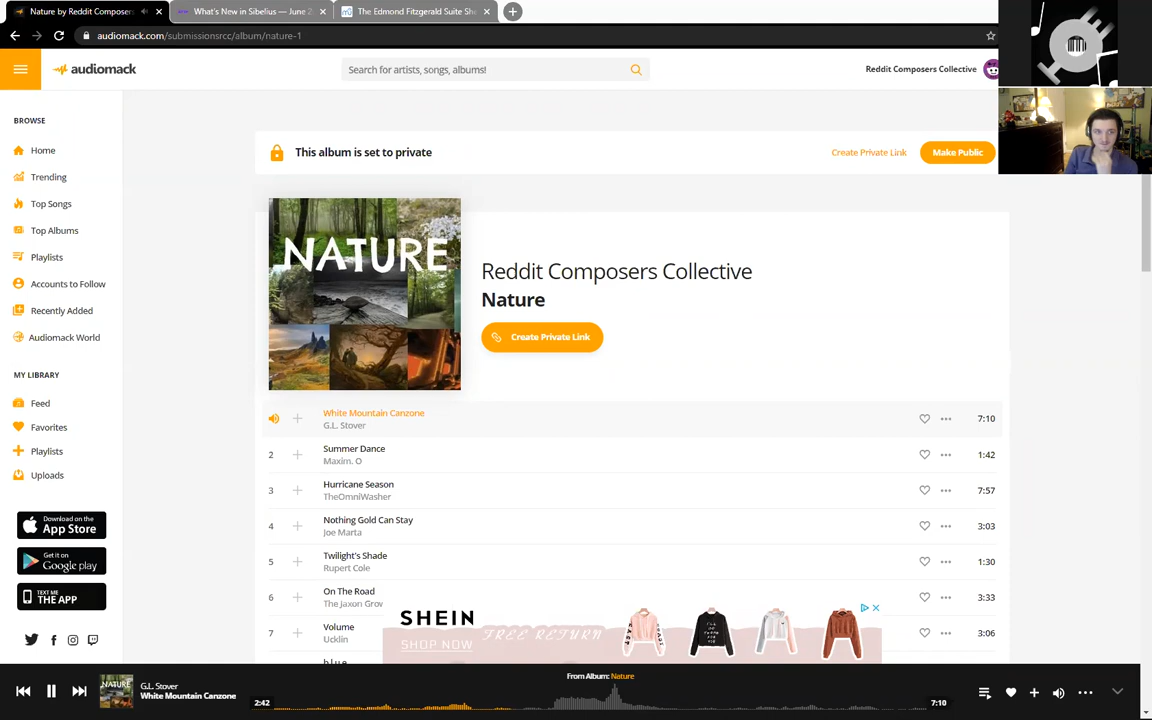 Nature by Reddit Composers
What's New in Sibelius — June 2
The Edmond Fitzgerald Suite She
audiomack.com/submissionsrcc/album/nature-1
audiomack
Search for artists, songs, albums!
Reddit Composers Collective
BROWSE
Home
Trending
Top Songs
Top Albums
Playlists
Accounts to Follow
Recently Added
Audiomack World
MY LIBRARY
Feed
Favorites
Playlists
Uploads
Download on the
App Store
Get it on
Google play
TEXT ME
THE APP
This album is set to private
Create Private Link
Make Public
NATURE
Reddit Composers Collective
Nature
Create Private Link
White Mountain Canzone
G.L. Stover
7:10
2
Summer Dance
Maxim. O
1:42
3
Hurricane Season
TheOmniWasher
7:57
4
Nothing Gold Can Stay
Joe Marta
3:03
5
Twilight's Shade
Rupert Cole
1:30
6
On The Road
The Jaxon Grov
3:33
7
Volume
Ucklin
3:06
SHEIN
SHOP NOW
FREE RETURN
NATURE
G.L. Stover
White Mountain Canzone
2:42
From Album: Nature
7:10